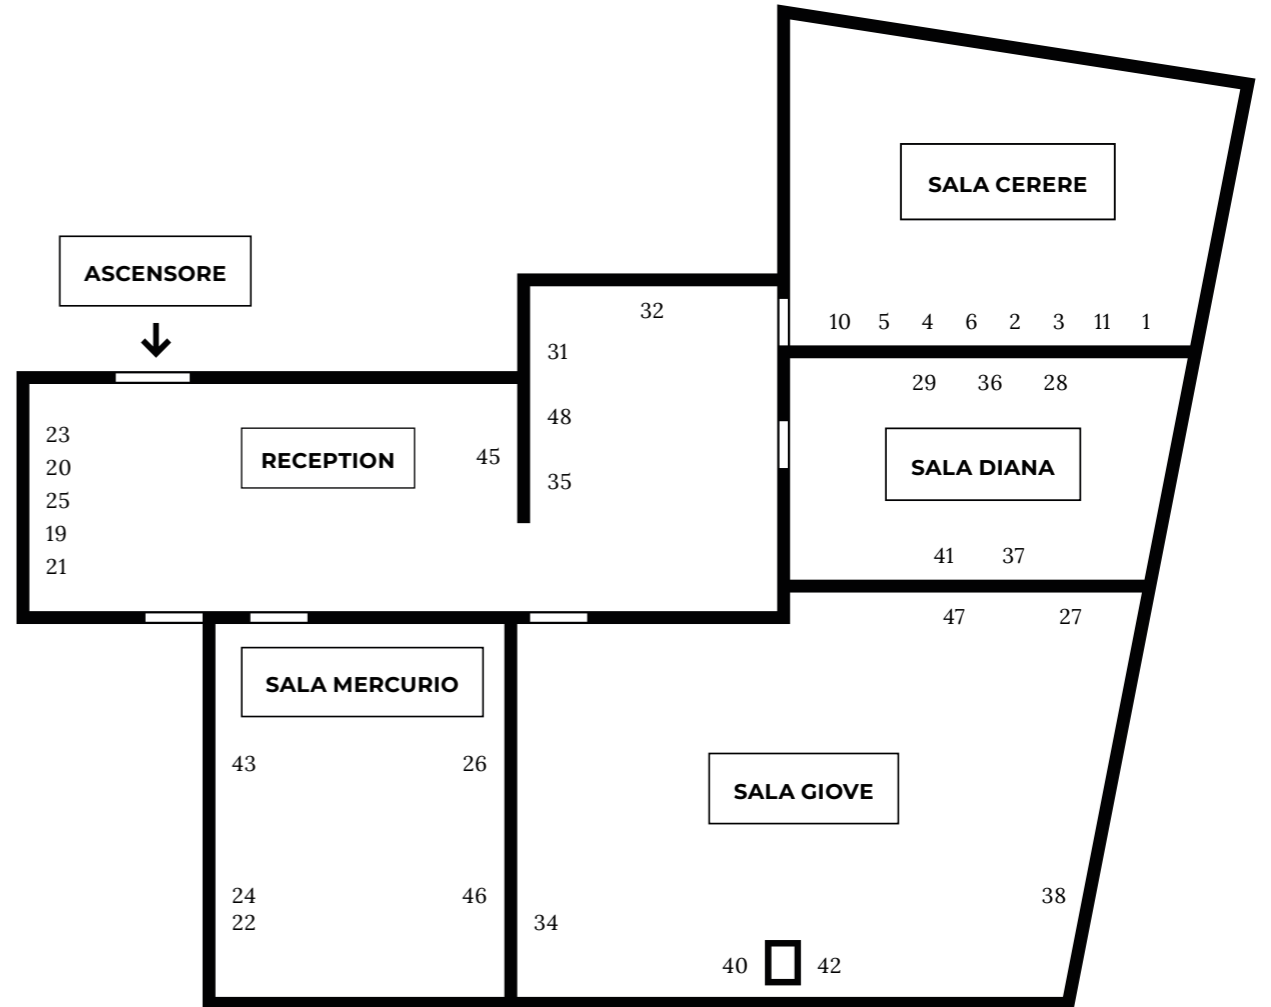 SALA CERERE
ASCENSORE
32
10 5 4 6 2 3 11 1
31
29 36 28
48
23
RECEPTION
45
20
SALA DIANA
35
25
19
21
41 37
47 27
SALA MERCURIO
43 26
SALA GIOVE
24 46
22
34
38
40 42